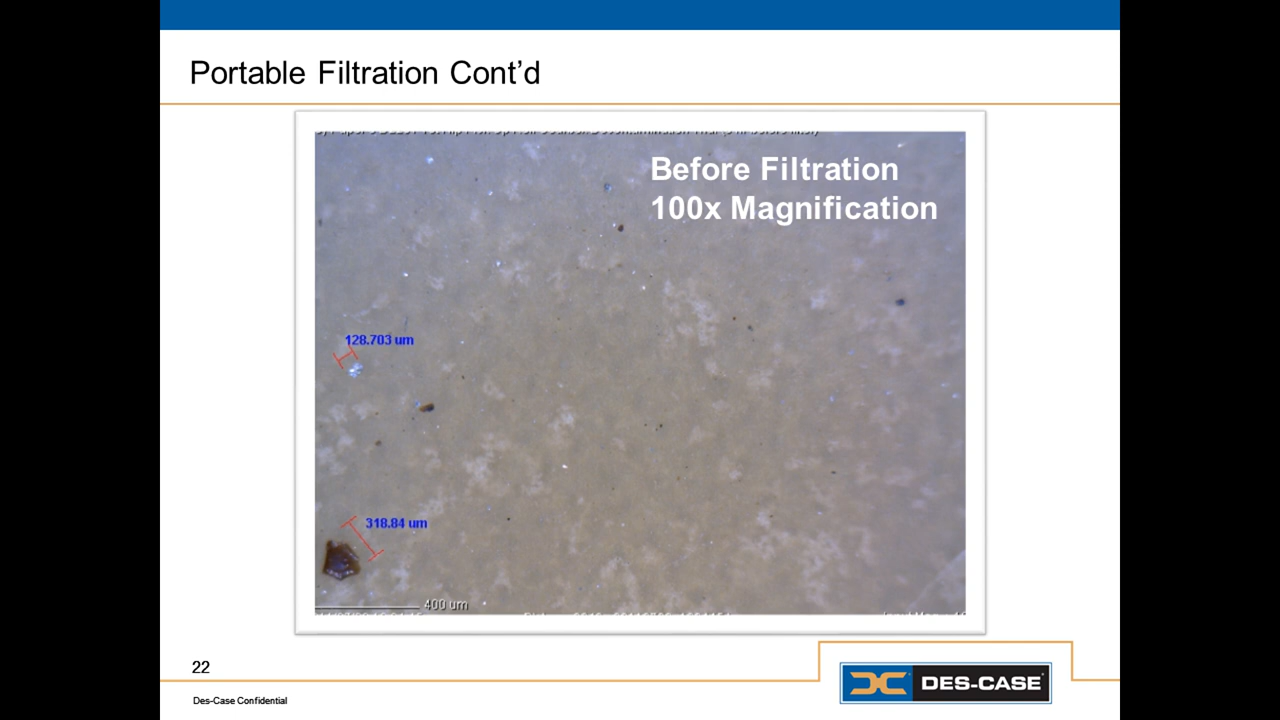 Portable Filtration Cont’d
Before Filtration
100x Magnification
128.703 um
318.84 um
400 um
22
Des-Case Confidential
DES-CASE